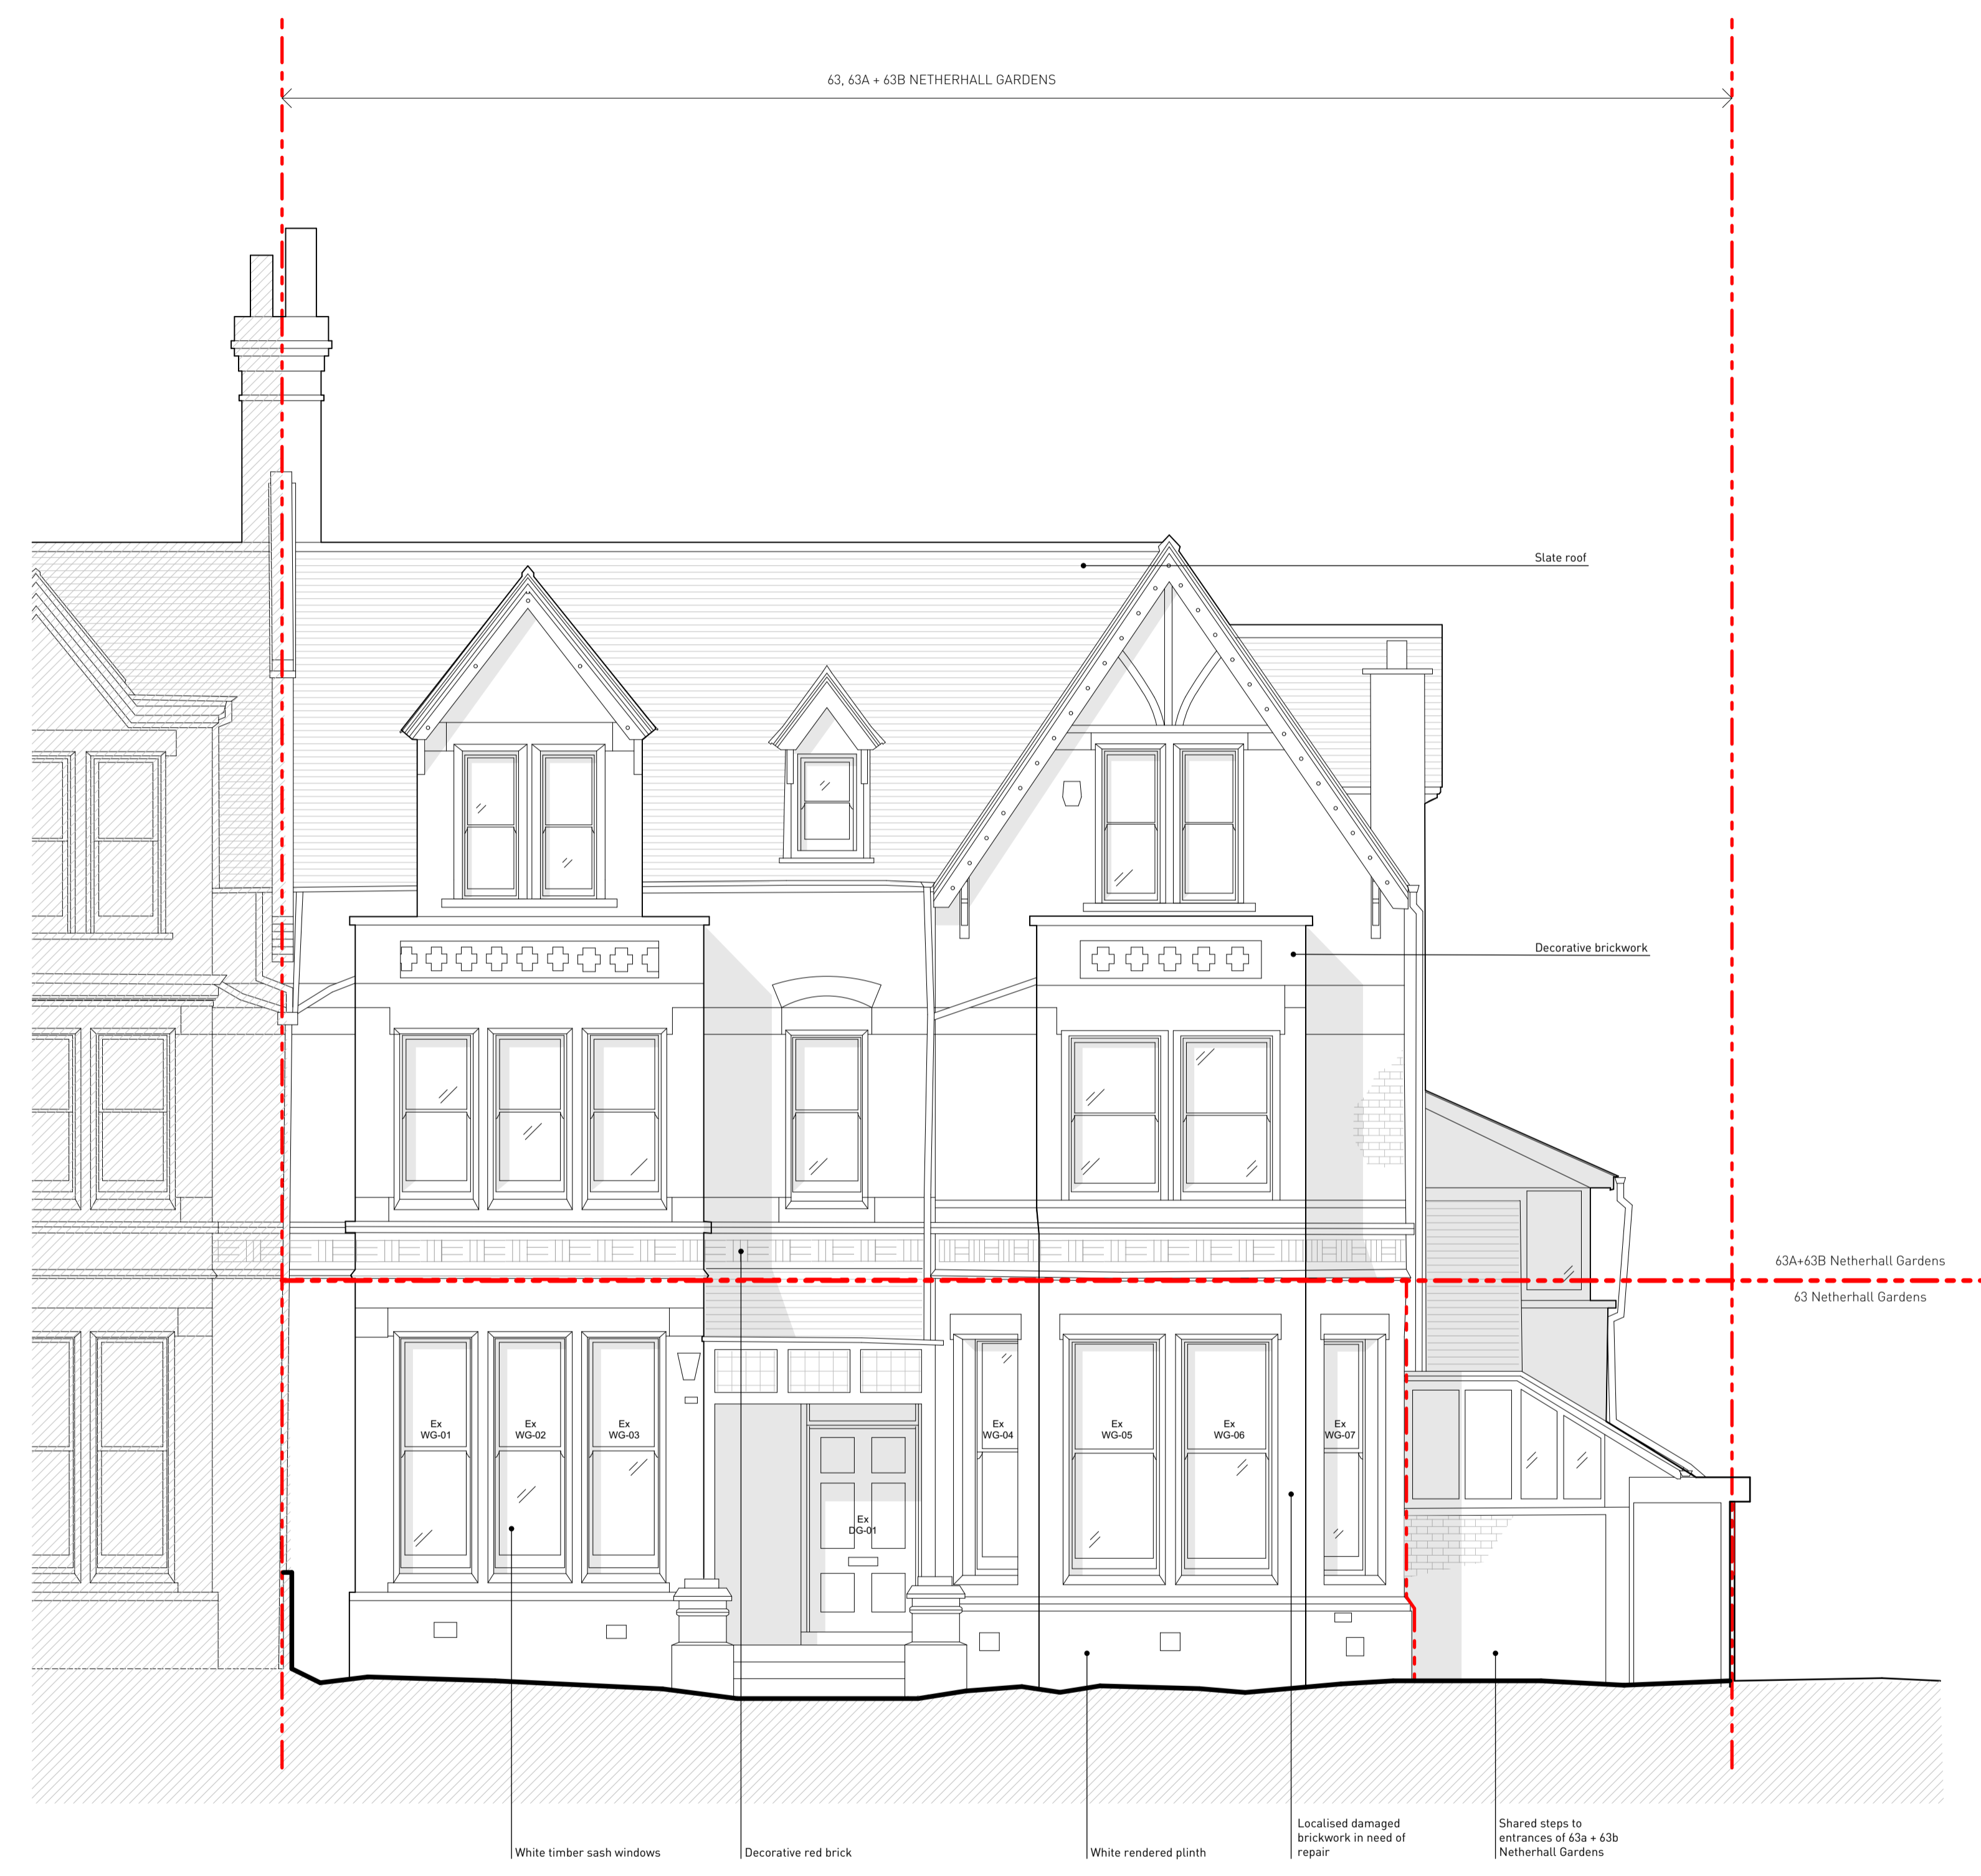 63, 63A + 63B NETHERHALL GARDENS
Slate roof
Decorative brickwork
63A+63B Netherhall Gardens
63 Netherhall Gardens
Ex
WG-01
Ex
WG-02
Ex
WG-03
Ex
WG-04
Ex
WG-05
Ex
WG-06
Ex
WG-07
Ex
DG-01
White timber sash windows
Decorative red brick
White rendered plinth
Localised damaged
brickwork in need of
repair
Shared steps to
entrances of 63a + 63b
Netherhall Gardens